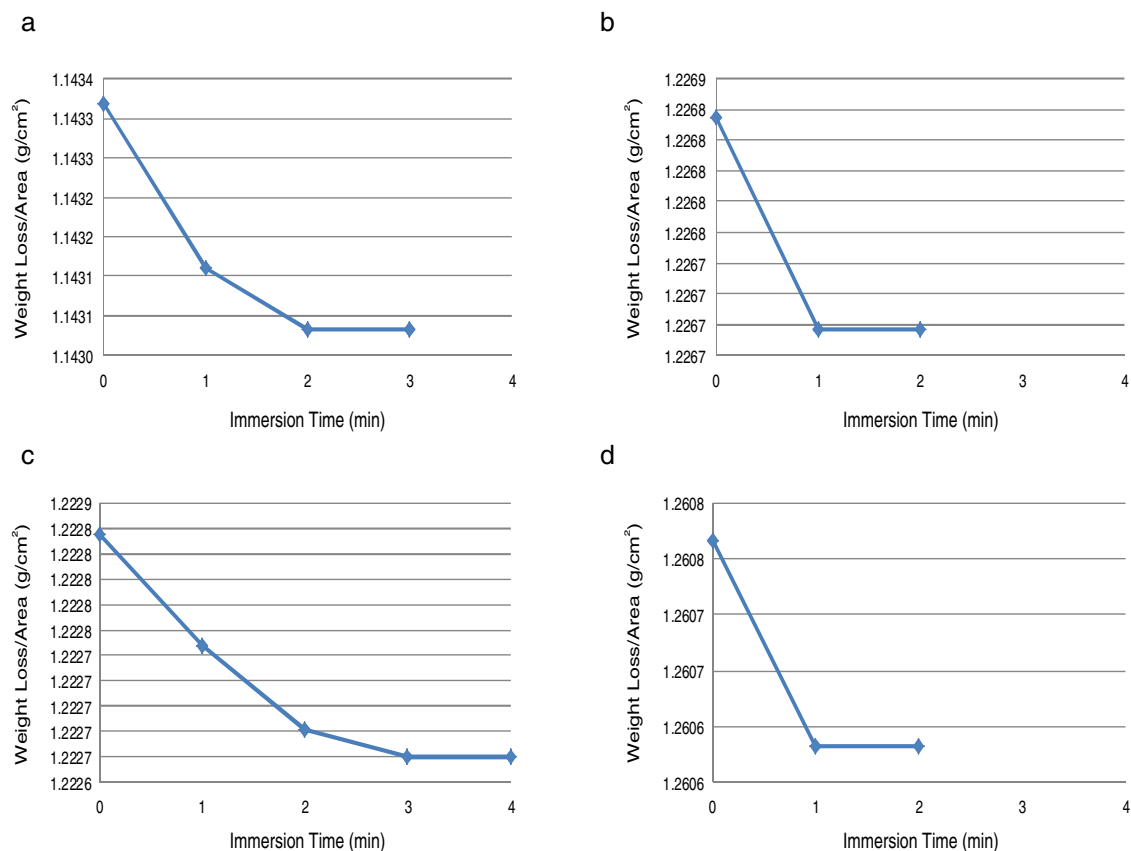 a
Weight Loss/Area (g/cm²)
1.1434
1.1433
1.1433
1.1432
1.1432
1.1431
1.1431
1.1430
0 1 2 3 4
Immersion Time (min)
b
Weight Loss/Area (g/cm²)
1.2269
1.2268
1.2268
1.2268
1.2268
1.2268
1.2267
1.2267
1.2267
1.2267
0 1 2 3 4
Immersion Time (min)
c
Weight Loss/Area (g/cm²)
1.2229
1.2228
1.2228
1.2228
1.2228
1.2228
1.2227
1.2227
1.2227
1.2227
1.2227
1.2226
0 1 2 3 4
Immersion Time (min)
d
Weight Loss/Area (g/cm²)
1.2608
1.2608
1.2607
1.2607
1.2606
1.2606
0 1 2 3 4
Immersion Time (min)